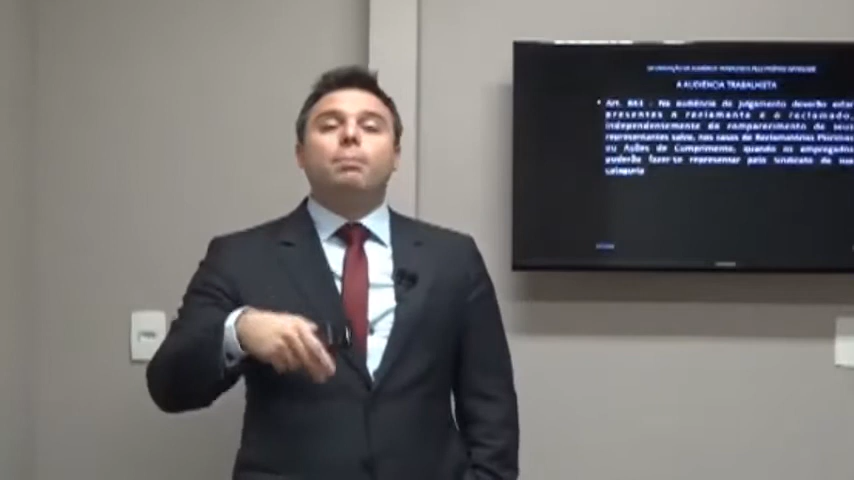 A AUDIÊNCIA TRABALHISTA
• Art. 843 - Na audiência de julgamento deverão estar
presentes o reclamante e o reclamado,
independentemente do comparecimento de seus
representantes salvo, nos casos de Reclamatórias Plúrimas
ou Ações de Cumprimento, quando os empregados
poderão fazer-se representar pelo Sindicato de sua
categoria